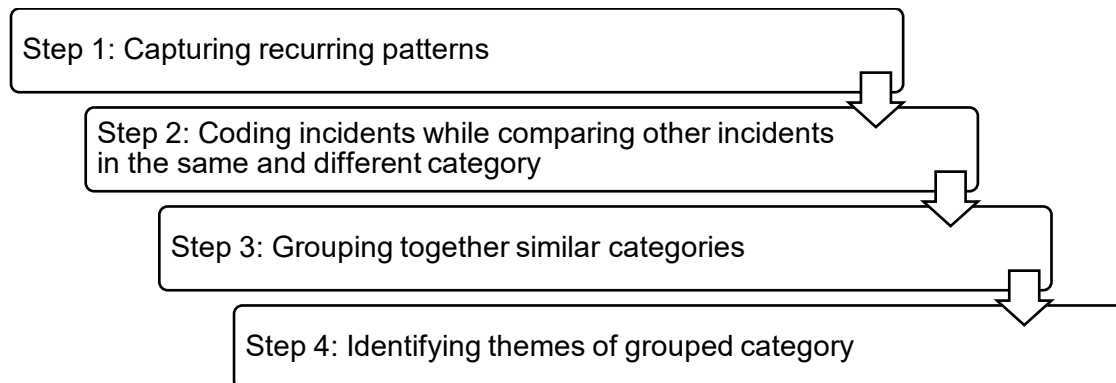 Step 1: Capturing recurring patterns
Step 2: Coding incidents while comparing other incidents
in the same and different category
Step 3: Grouping together similar categories
Step 4: Identifying themes of grouped category